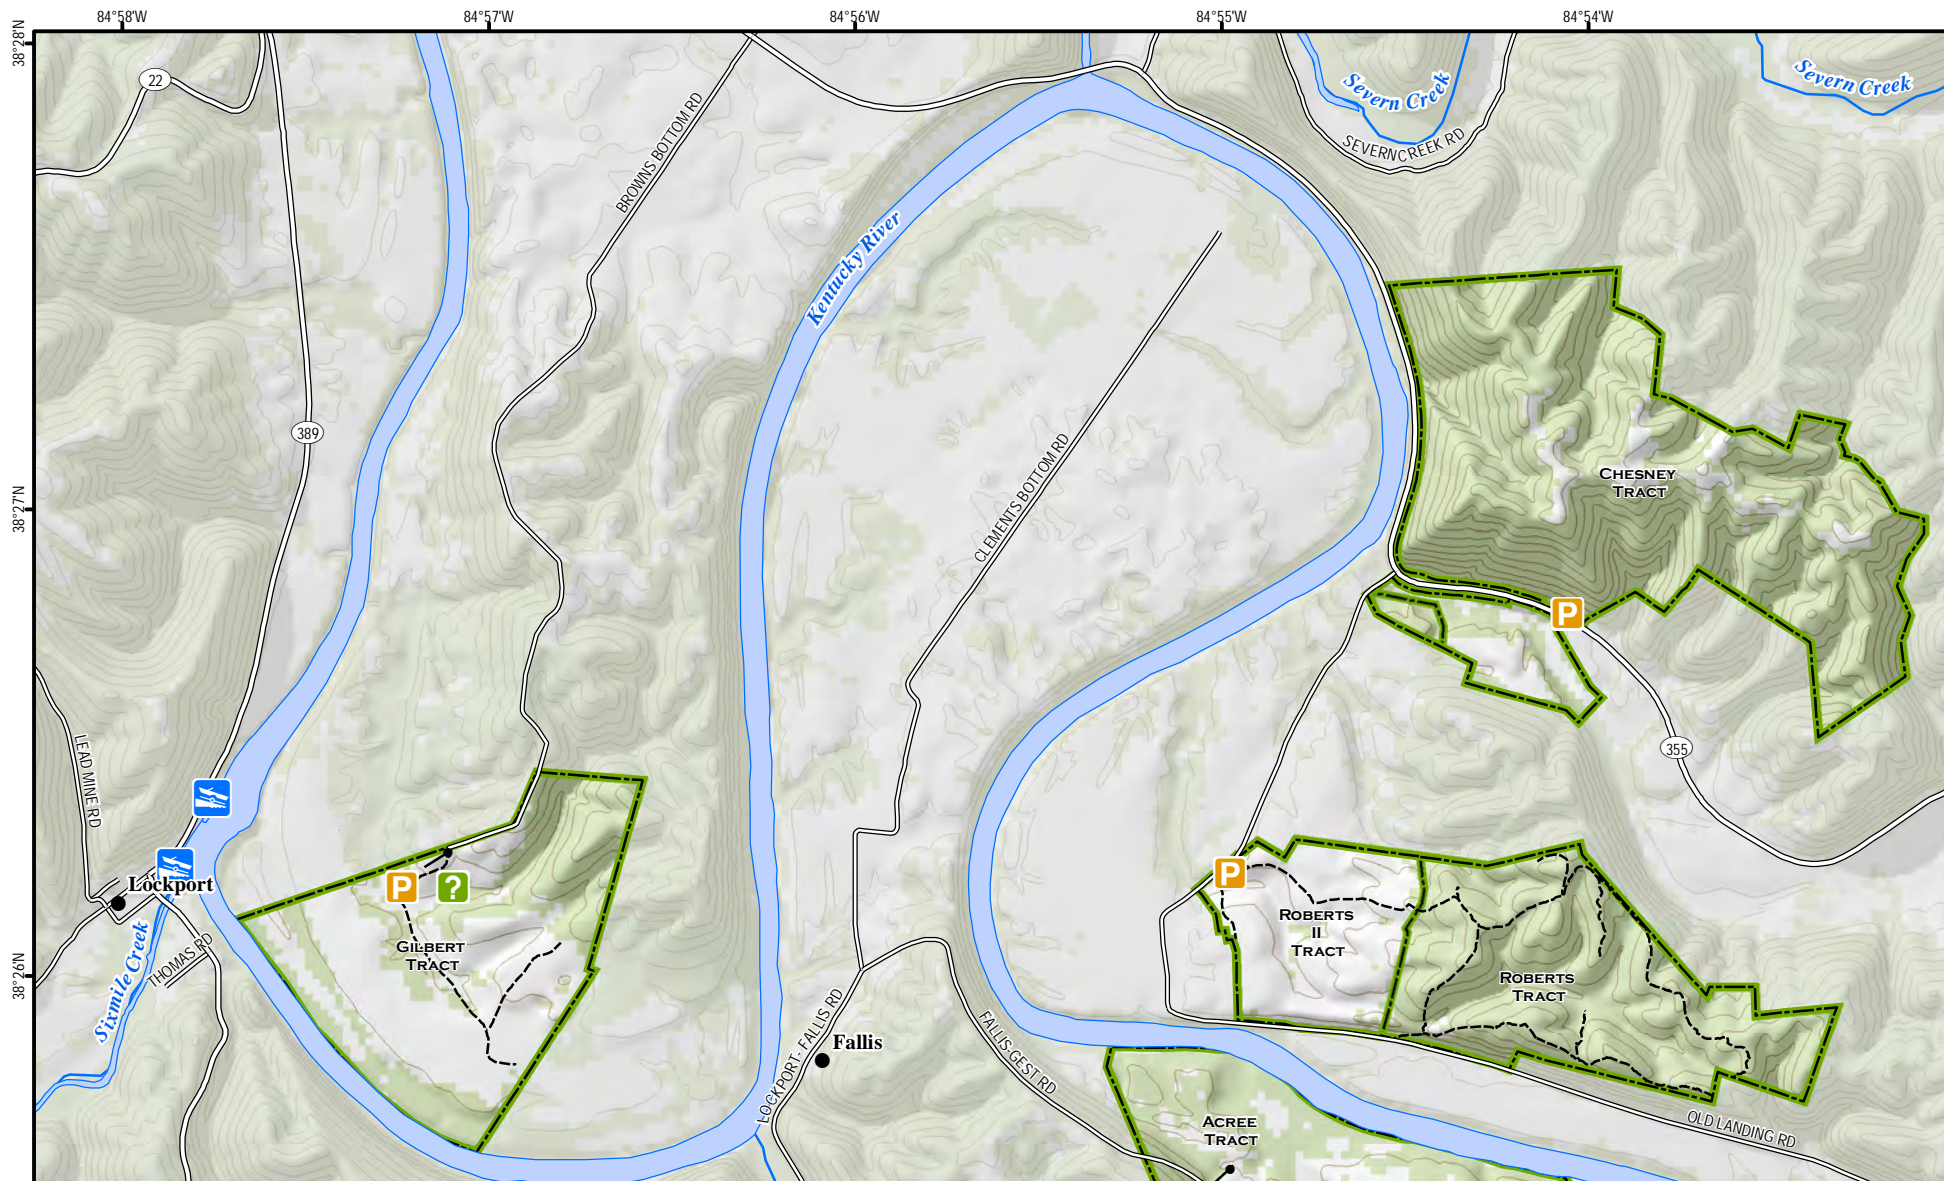 84°58'W
84°57'W
84°56'W
84°55'W
84°54'W
38°28'N
38°27'N
38°26'N
22
Severn Creek
Severn Creek
SEVERNCREEK RD
BROWNS BOTTOM RD
Kentucky River
389
CLEMENTS BOTTOM RD
CHESNEY
TRACT
P
355
LEAD MINE RD
Lockport
P
?
P
GILBERT
TRACT
ROBERTS
II
TRACT
ROBERTS
TRACT
THOMAS RD
Sixmile Creek
LOCKPORT- FALLIS RD
Fallis
FALLIS GEST RD
ACREE
TRACT
OLD LANDING RD